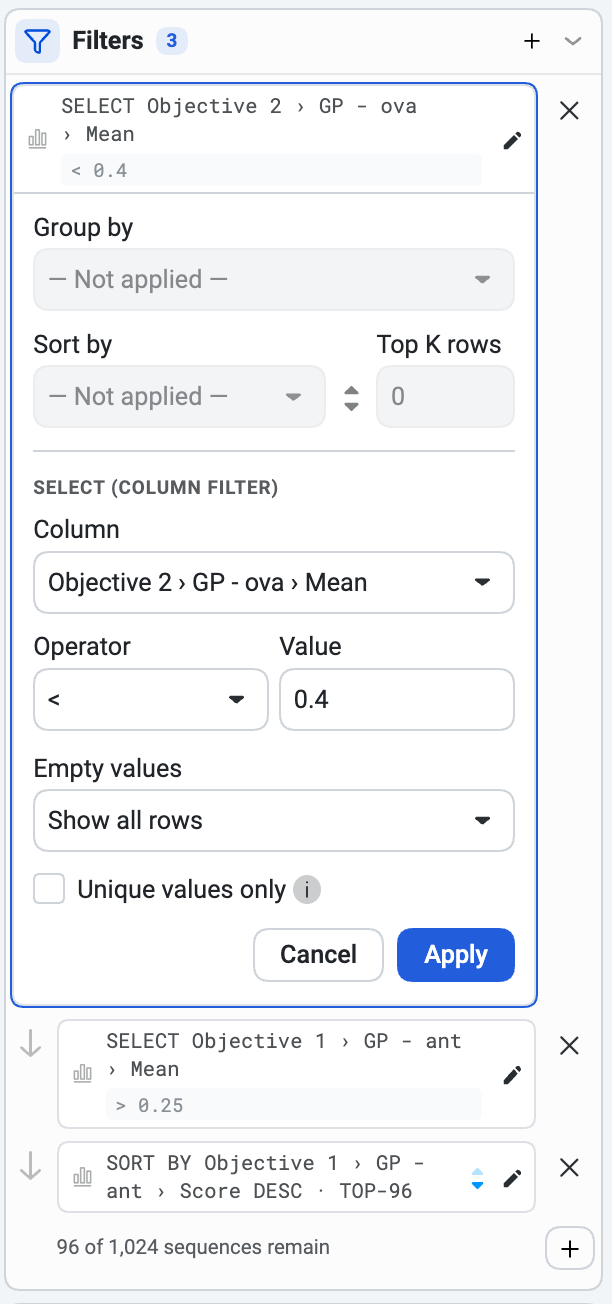 Filters 3
SELECT Objective 2 › GP - ova
› Mean
< 0.4
Group by
— Not applied —
Sort by
Top K rows
— Not applied —
0
SELECT (COLUMN FILTER)
Column
Objective 2 › GP - ova › Mean
Operator
Value
<
0.4
Empty values
Show all rows
Unique values only i
Cancel
Apply
SELECT Objective 1 › GP - ant
› Mean
> 0.25
SORT BY Objective 1 › GP -
ant › Score DESC · TOP-96
96 of 1,024 sequences remain